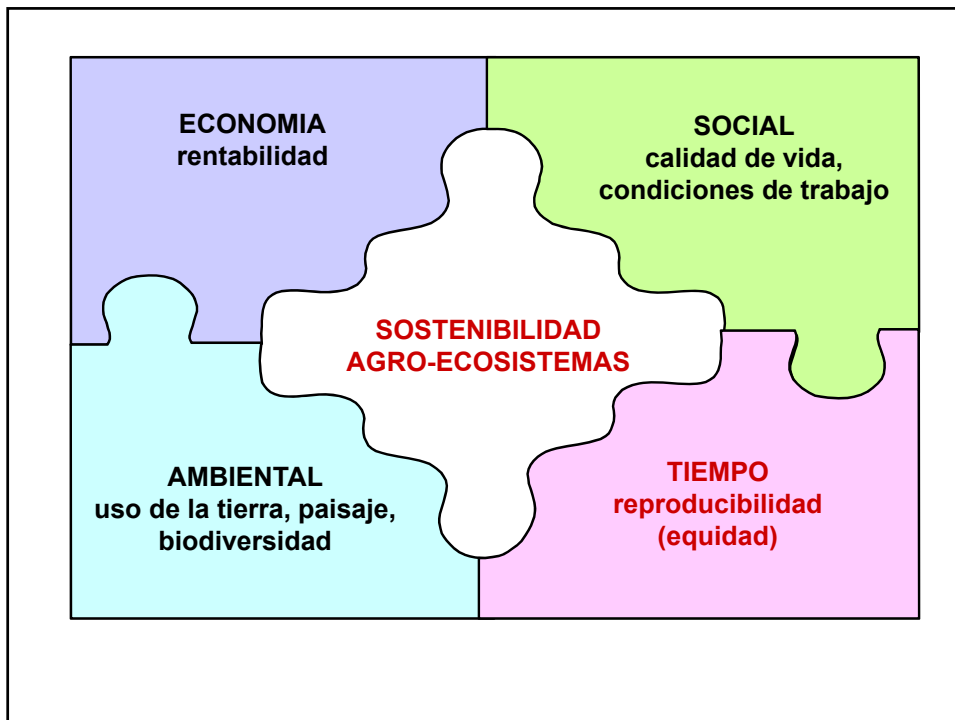 ECONOMIA
rentabilidad
SOCIAL
calidad de vida,
condiciones de trabajo
SOSTENIBILIDAD
AGRO-ECOSISTEMAS
AMBIENTAL
uso de la tierra, paisaje,
biodiversidad
TIEMPO
reproducibilidad
(equidad)